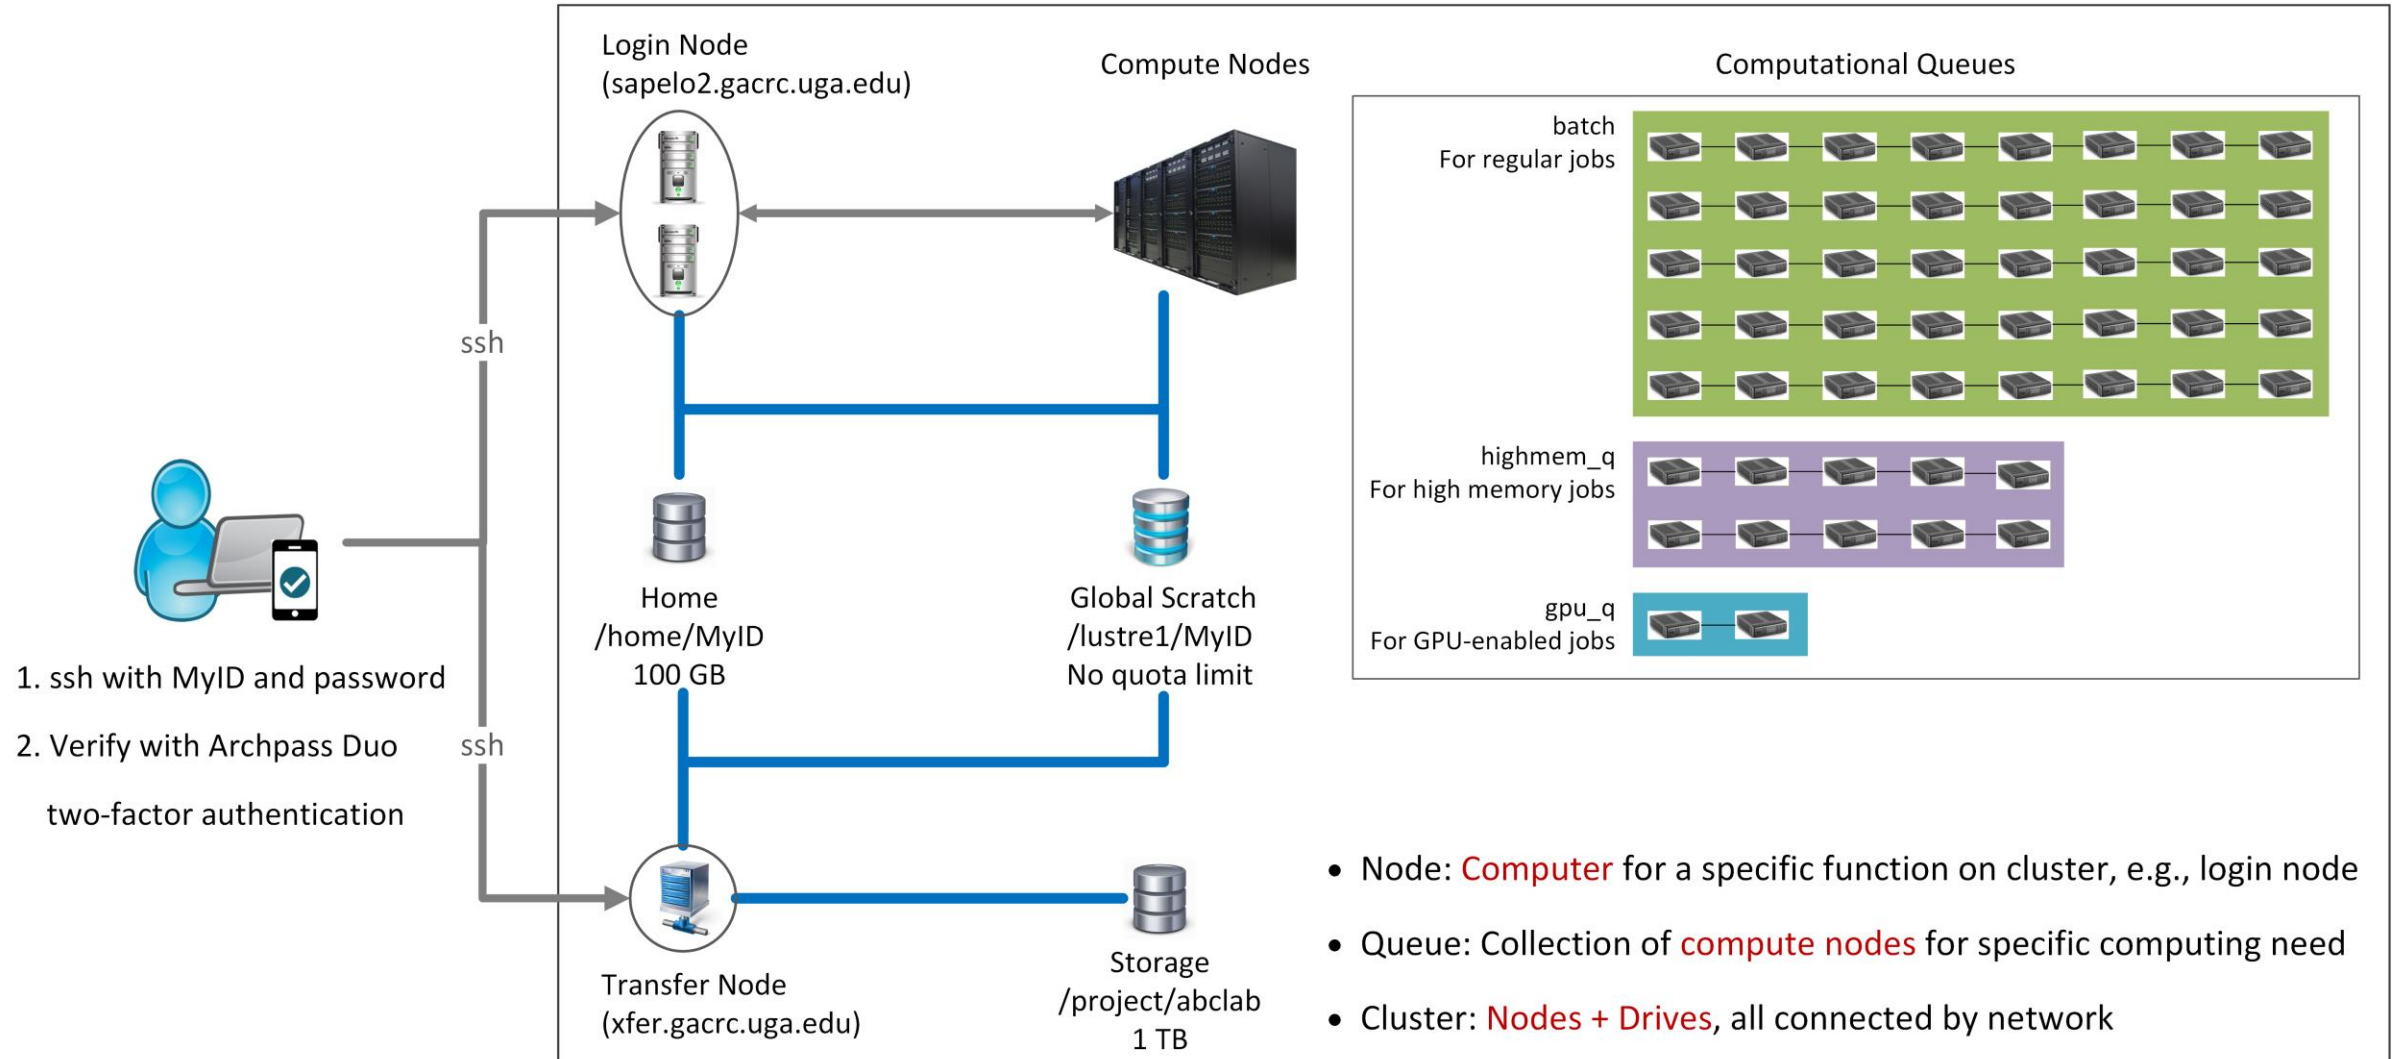 Login Node
(sapelo2.gacrc.uga.edu)
Compute Nodes
Computational Queues
batch
For regular jobs
highmem_q
For high memory jobs
gpu_q
For GPU-enabled jobs
ssh
Home
/home/MyID
100 GB
Global Scratch
/lustre1/MyID
No quota limit
1. ssh with MyID and password
2. Verify with Archpass Duo
two-factor authentication
ssh
Transfer Node
(xfer.gacrc.uga.edu)
Storage
/project/abclab
1 TB
• Node: Computer for a specific function on cluster, e.g., login node
• Queue: Collection of compute nodes for specific computing need
• Cluster: Nodes + Drives, all connected by network